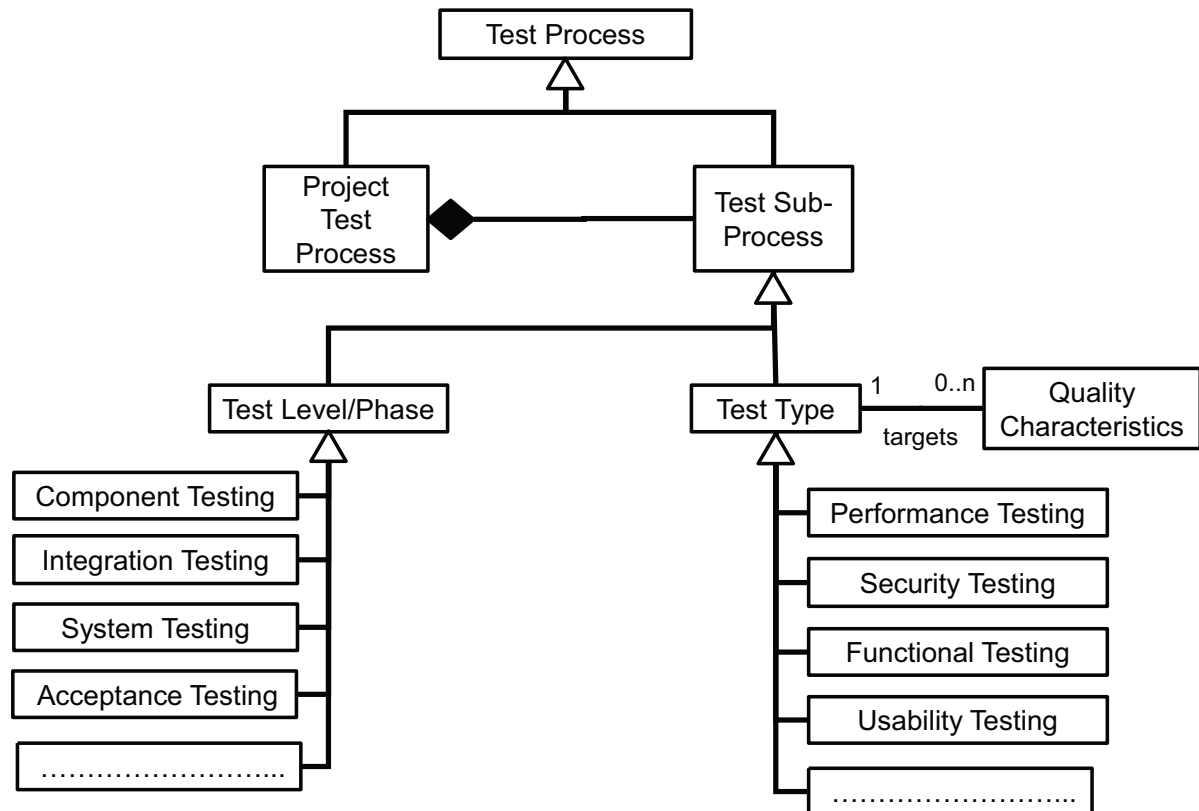 Test Process
Project
Test
Process
Test Sub-
Process
Test Level/Phase
Test Type
1
0..n
targets
Quality
Characteristics
Component Testing
Integration Testing
System Testing
Acceptance Testing
………………………...
Performance Testing
Security Testing
Functional Testing
Usability Testing
………………………..